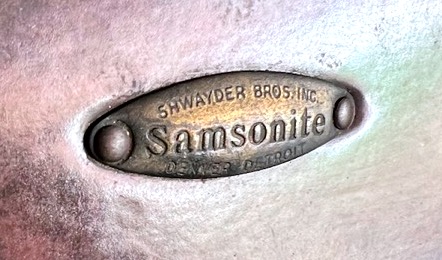 SHWAYDER BROS. INC.
Samsonite
DENVER DETROIT